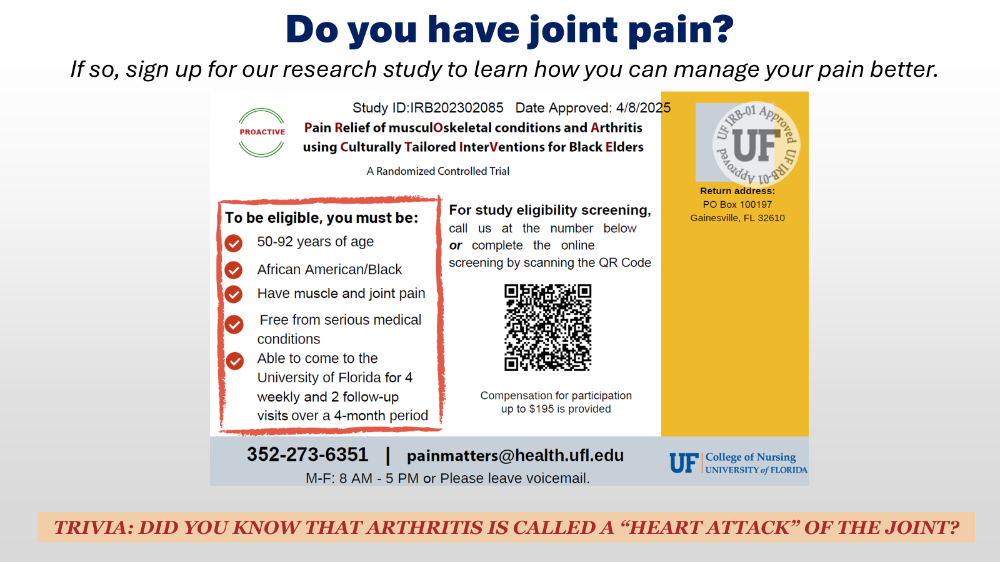 Do you have joint pain?
If so, sign up for our research study to learn how you can manage your pain better.
Study ID:IRB202302085 Date Approved: 4/8/2025
PROACTIVE
Pain Relief of musculOskeletal conditions and Arthritis
using Culturally Tailored InterVentions for Black Elders
A Randomized Controlled Trial
UF IRB-01 Approved UF IRB-01 Approved
UF
Return address:
PO Box 100197
Gainesville, FL 32610
To be eligible, you must be:
50-92 years of age
African American/Black
Have muscle and joint pain
Free from serious medical
conditions
Able to come to the
University of Florida for 4
weekly and 2 follow-up
visits over a 4-month period
For study eligibility screening,
call us at the number below
or complete the online
screening by scanning the QR Code
Compensation for participation
up to $195 is provided
352-273-6351 | painmatters@health.ufl.edu
M-F: 8 AM - 5 PM or Please leave voicemail.
UF College of Nursing
UNIVERSITY of FLORIDA
TRIVIA: DID YOU KNOW THAT ARTHRITIS IS CALLED A “HEART ATTACK” OF THE JOINT?